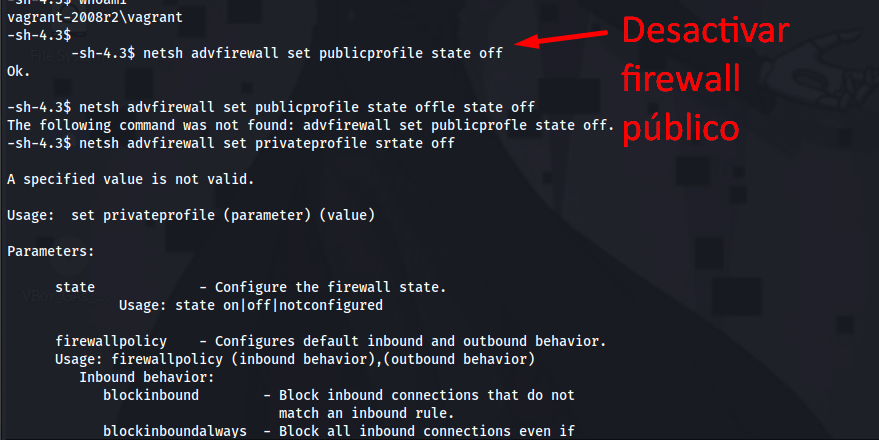 -sh-4.3$ whoami
vagrant-2008r2\vagrant
-sh-4.3$
-sh-4.3$ netsh advfirewall set publicprofile state off
Ok.
-sh-4.3$ netsh advfirewall set publicprofile state offle state off
The following command was not found: advfirewall set publicprofle state off.
-sh-4.3$ netsh advfirewall set privateprofile srtate off
A specified value is not valid.
Usage:  set privateprofile (parameter) (value)
Parameters:
state             - Configure the firewall state.
Usage: state on|off|notconfigured
firewallpolicy    - Configures default inbound and outbound behavior.
Usage: firewallpolicy (inbound behavior),(outbound behavior)
Inbound behavior:
blockinbound        - Block inbound connections that do not
match an inbound rule.
blockinboundalways  - Block all inbound connections even if
Desactivar
firewall
público